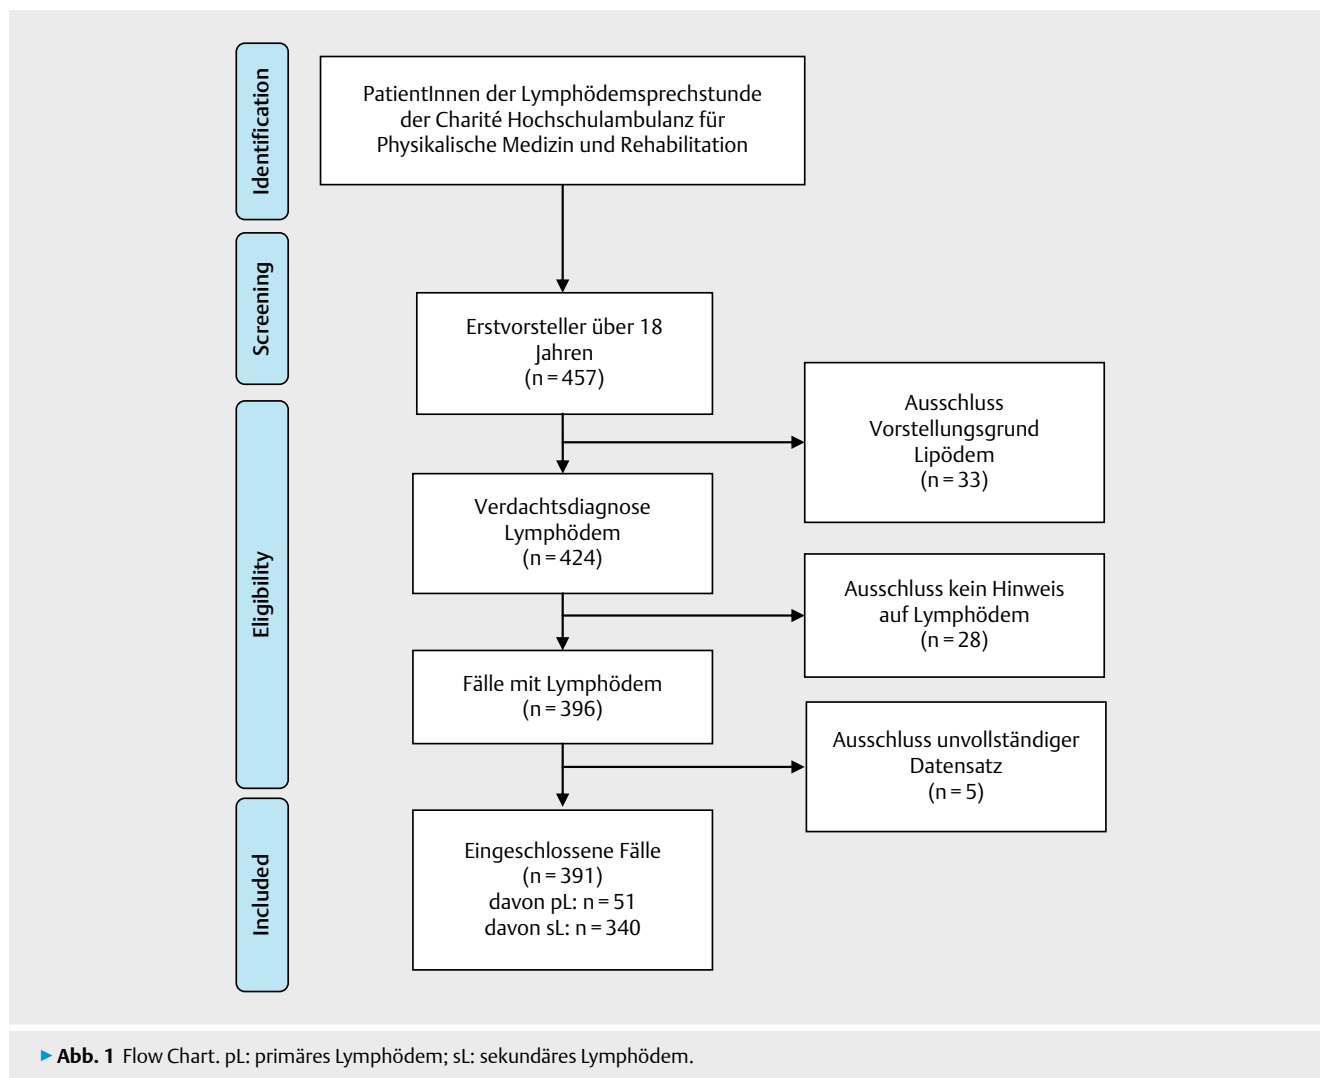 Identification
PatientInnen der Lymphödemsprechstunde
der Charité Hochschulambulanz für
Physikalische Medizin und Rehabilitation
Screening
Erstvorsteller über 18
Jahren
(n = 457)
Ausschluss
Vorstellungsgrund
Lipödem
(n = 33)
Eligibility
Verdachtsdiagnose
Lymphödem
(n = 424)
Ausschluss kein Hinweis
auf Lymphödem
(n = 28)
Fälle mit Lymphödem
(n = 396)
Ausschluss unvollständiger
Datensatz
(n = 5)
Included
Eingeschlossene Fälle
(n = 391)
davon pL: n = 51
davon sL: n = 340
▶ Abb. 1 Flow Chart. pL: primäres Lymphödem; sL: sekundäres Lymphödem.